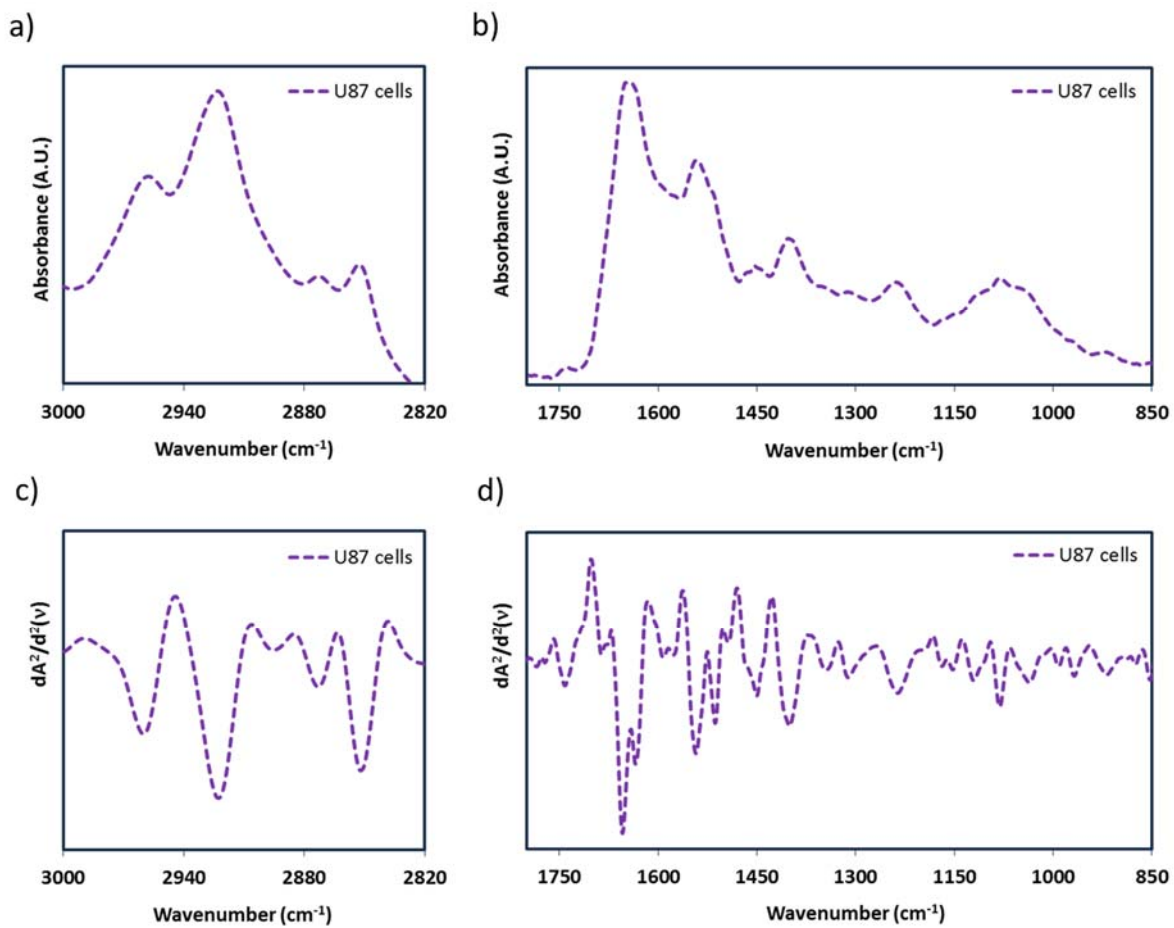 a)
U87 cells
Absorbance (A.U.)
3000 2940 2880 2820
Wavenumber (cm⁻¹)
b)
U87 cells
Absorbance (A.U.)
1750 1600 1450 1300 1150 1000 850
Wavenumber (cm⁻¹)
c)
U87 cells
dA²/d²(ν)
3000 2940 2880 2820
Wavenumber (cm⁻¹)
d)
U87 cells
dA²/d²(ν)
1750 1600 1450 1300 1150 1000 850
Wavenumber (cm⁻¹)